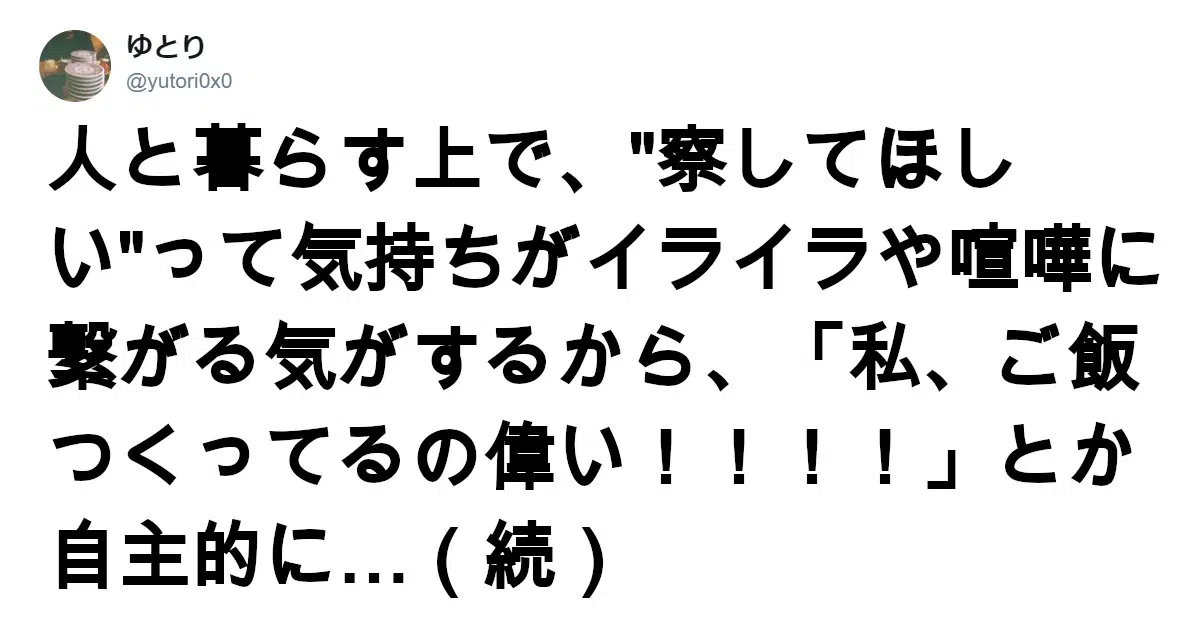 ゆとり
@yutori0x0
人と暮らす上で、"察してほし
い"って気持ちがイライラや喧嘩に
繋がる気がするから、「私、ご飯
つくってるの偉い！！！！」とか
自主的に…（続）